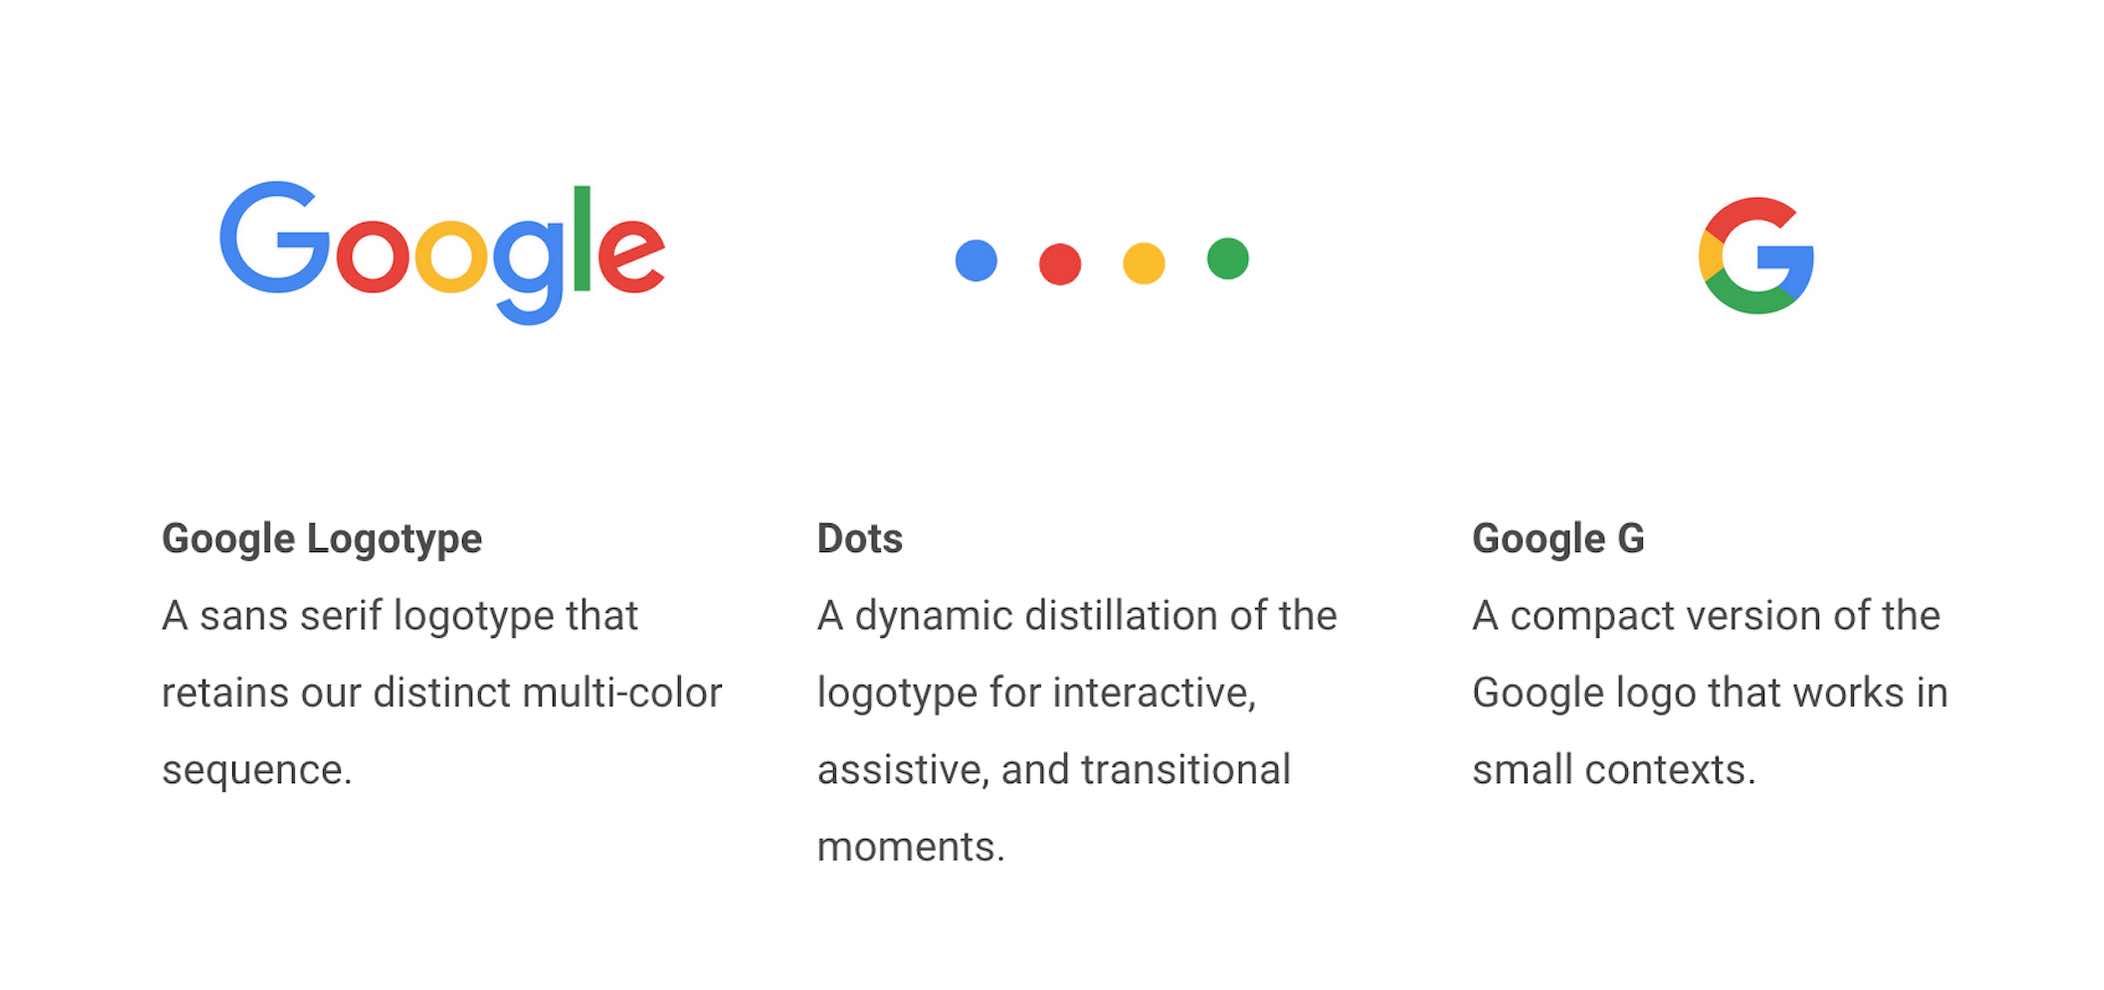 Google
G
Google Logotype
A sans serif logotype that
retains our distinct multi-color
sequence.
Dots
A dynamic distillation of the
logotype for interactive,
assistive, and transitional
moments.
Google G
A compact version of the
Google logo that works in
small contexts.